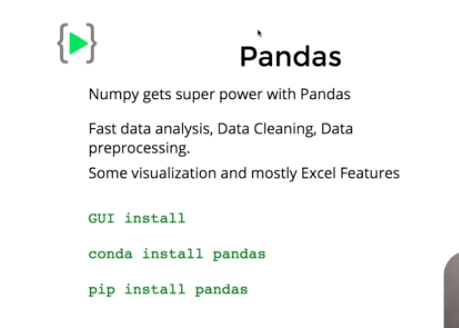 Pandas
Numpy gets super power with Pandas
Fast data analysis, Data Cleaning, Data
preprocessing.
Some visualization and mostly Excel Features
GUI install
conda install pandas
pip install pandas